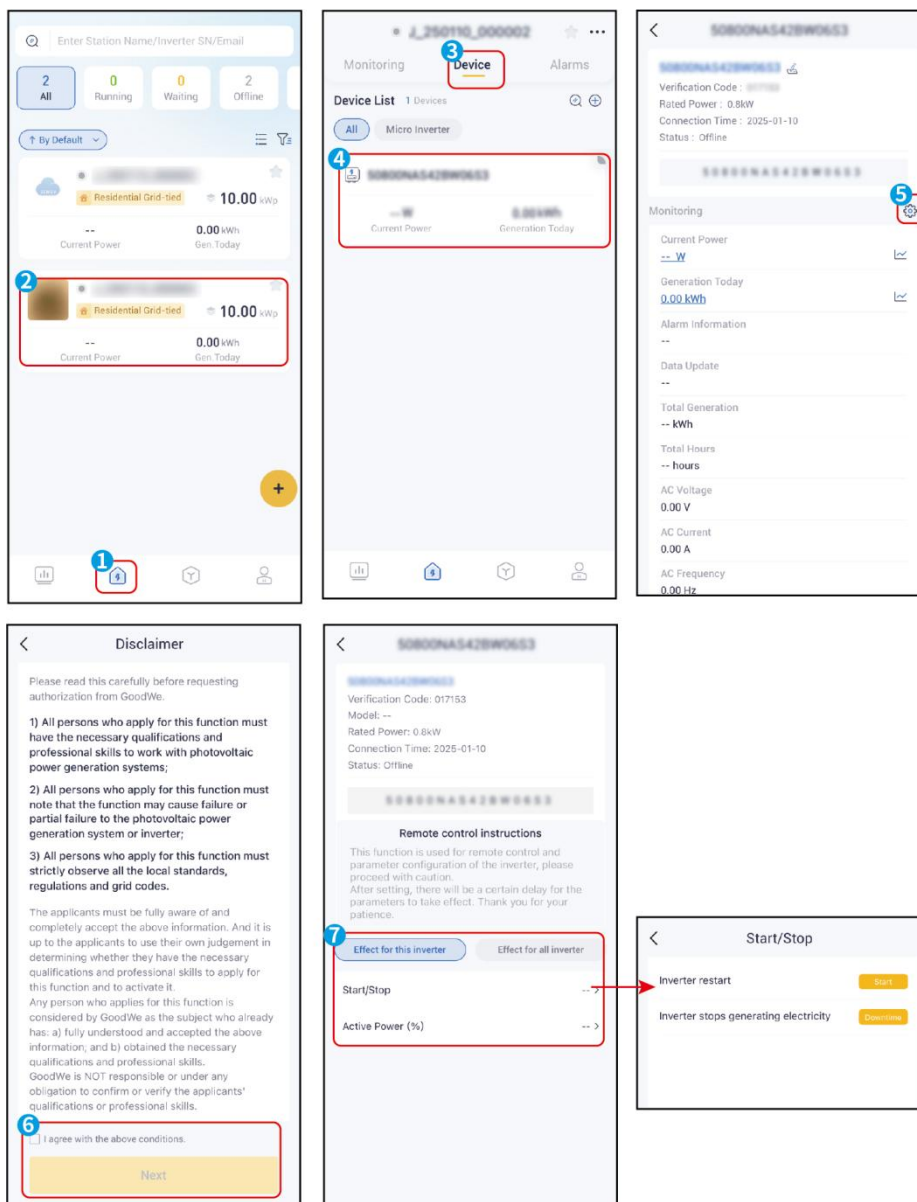 Enter Station Name/Inverter SN/Email
2 0 0 2
All Running Waiting Offline
↑ By Default
Residential Grid-tied 10.00 kWp
-- 0.00 kWh
Current Power Gen.Today
2
Residential Grid-tied 10.00 kWp
-- 0.00 kWh
Current Power Gen.Today
+
1
J_250110_000002
3
Monitoring Device Alarms
Device List 1 Devices
All Micro Inverter
4
50800NAS42BW06S3
-- W 0.00 kWh
Current Power Generation Today
50800NAS42BW06S3
50800NAS42BW06S3
Verification Code :
Rated Power : 0.8kW
Connection Time : 2025-01-10
Status : Offline
50800NAS42BW06S3
5
Monitoring
Current Power
-- W
Generation Today
0.00 kWh
Alarm Information
--
Data Update
--
Total Generation
-- kWh
Total Hours
-- hours
AC Voltage
0.00 V
AC Current
0.00 A
AC Frequency
0.00 Hz
Disclaimer
Please read this carefully before requesting
authorization from GoodWe.
1) All persons who apply for this function must
have the necessary qualifications and
professional skills to work with photovoltaic
power generation systems;
2) All persons who apply for this function must
note that the function may cause failure or
partial failure to the photovoltaic power
generation system or inverter;
3) All persons who apply for this function must
strictly observe all the local standards,
regulations and grid codes.
The applicants must be fully aware of and
completely accept the above information. And it is
up to the applicants to use their own judgement in
determining whether they have the necessary
qualifications and professional skills to apply for
this function and to activate it.
Any person who applies for this function is
considered by GoodWe as the subject who already
has: a) fully understood and accepted the above
information; and b) obtained the necessary
qualifications and professional skills.
GoodWe is NOT responsible or under any
obligation to confirm or verify the applicants'
qualifications or professional skills.
6
I agree with the above conditions.
Next
50800NAS42BW06S3
50800NAS42BW06S3
Verification Code: 017153
Model: --
Rated Power: 0.8kW
Connection Time: 2025-01-10
Status: Offline
50800NAS42BW06S3
Remote control instructions
This function is used for remote control and
parameter configuration of the inverter, please
proceed with caution.
After setting, there will be a certain delay for the
parameters to take effect. Thank you for your
patience.
7
Effect for this inverter Effect for all inverter
Start/Stop -- >
Active Power (%) -- >
Start/Stop
Inverter restart Start
Inverter stops generating electricity Downtime